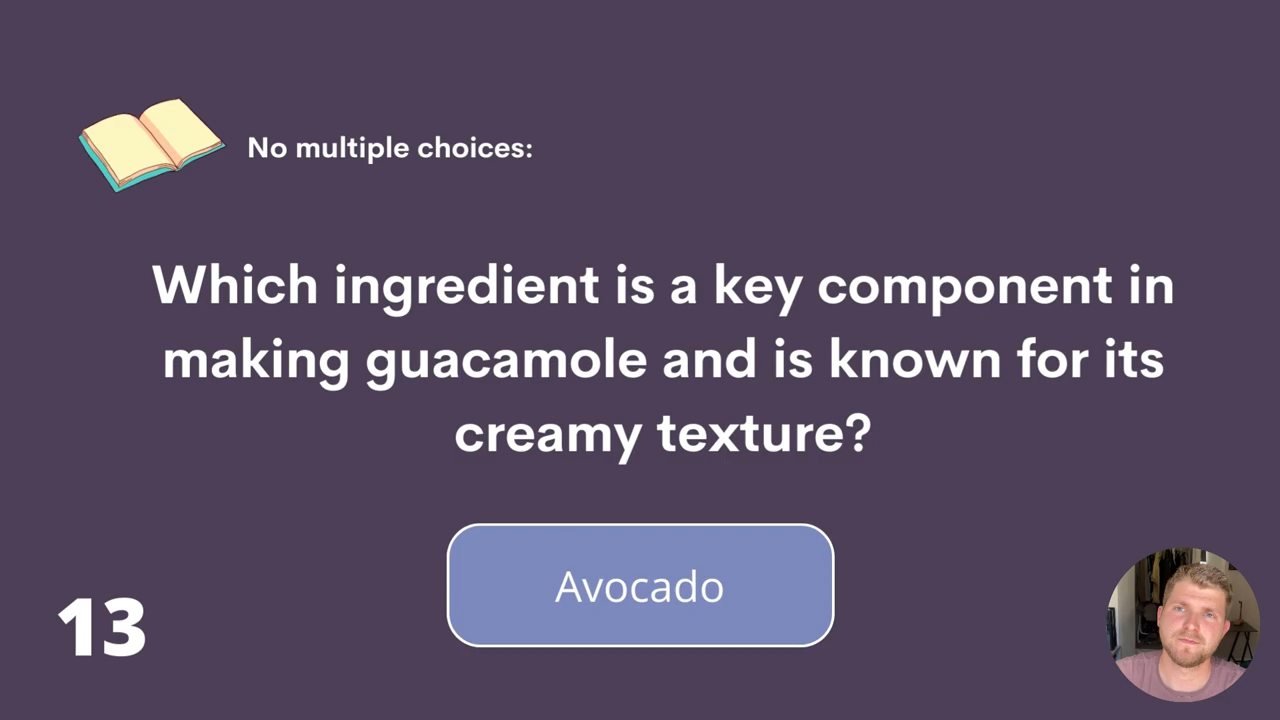 No multiple choices:
Which ingredient is a key component in
making guacamole and is known for its
creamy texture?
Avocado
13